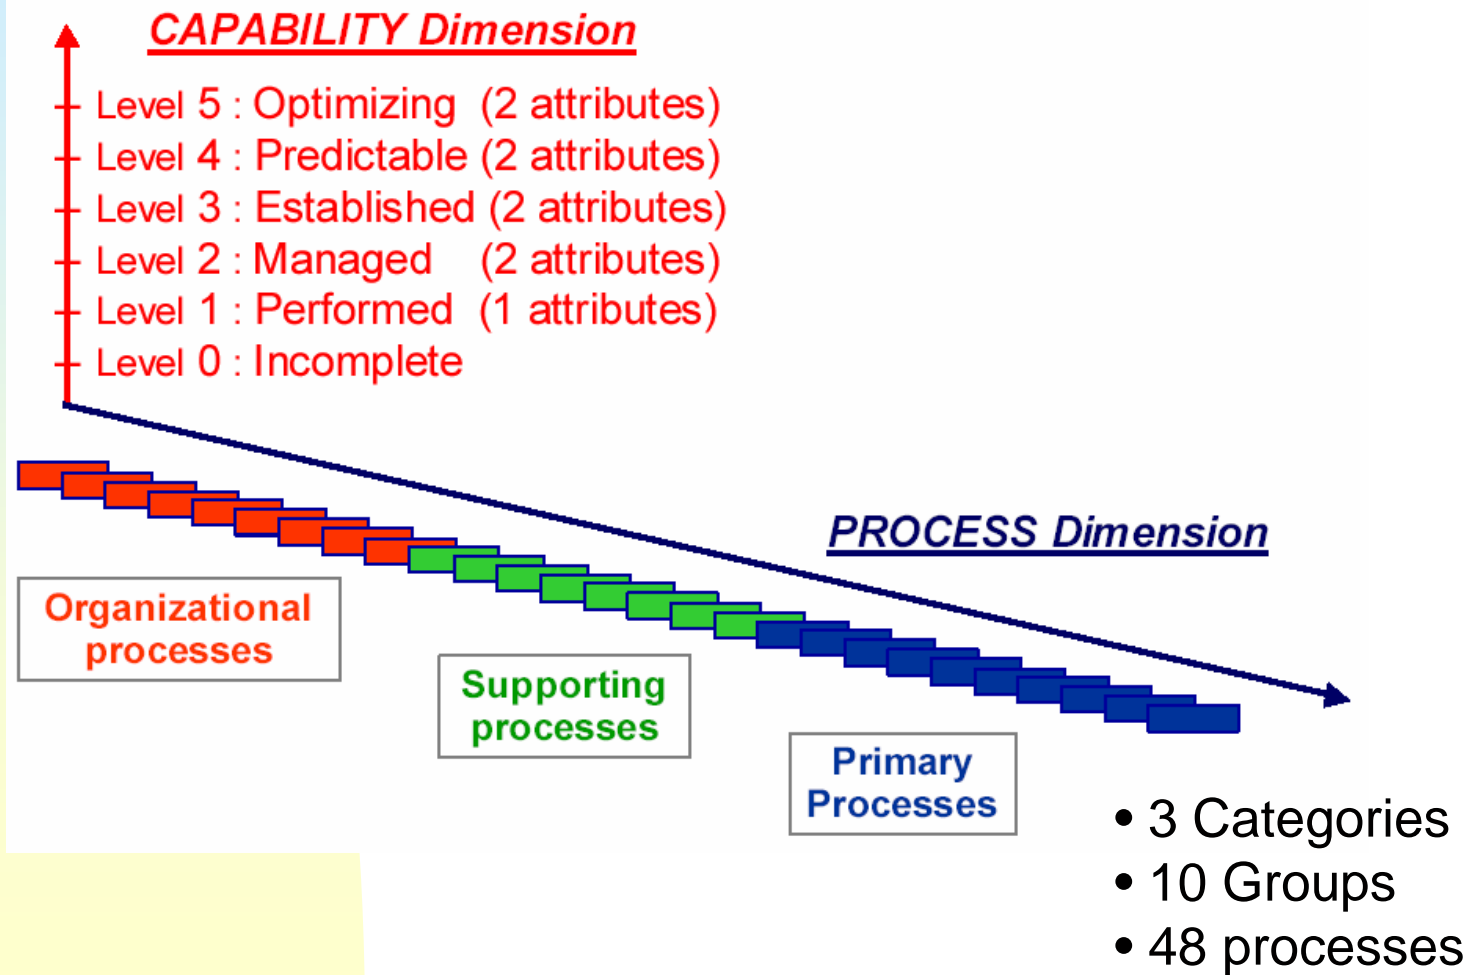 CAPABILITY Dimension
Level 5 : Optimizing (2 attributes)
Level 4 : Predictable (2 attributes)
Level 3 : Established (2 attributes)
Level 2 : Managed (2 attributes)
Level 1 : Performed (1 attributes)
Level 0 : Incomplete
PROCESS Dimension
Organizational
processes
Supporting
processes
Primary
Processes
• 3 Categories
• 10 Groups
• 48 processes